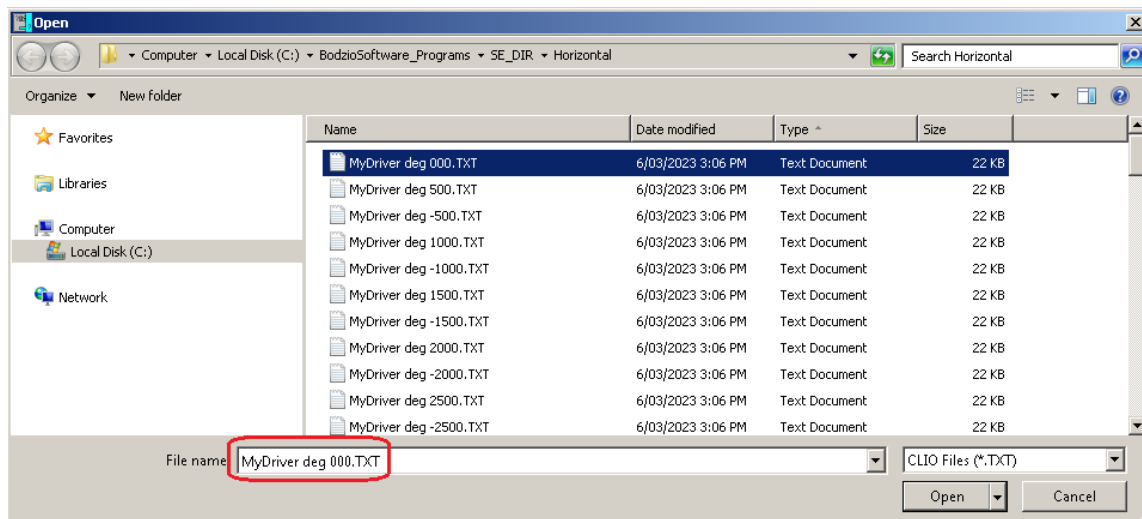 Open
Computer Local Disk (C:) BodzioSoftware_Programs SE_DIR Horizontal Search Horizontal
Organize New folder
Favorites
Libraries
Computer
Local Disk (C:)
Network
Name Date modified Type Size
MyDriver deg 000.TXT 6/03/2023 3:06 PM Text Document 22 KB
MyDriver deg 500.TXT 6/03/2023 3:06 PM Text Document 22 KB
MyDriver deg -500.TXT 6/03/2023 3:06 PM Text Document 22 KB
MyDriver deg 1000.TXT 6/03/2023 3:06 PM Text Document 22 KB
MyDriver deg -1000.TXT 6/03/2023 3:06 PM Text Document 22 KB
MyDriver deg 1500.TXT 6/03/2023 3:06 PM Text Document 22 KB
MyDriver deg -1500.TXT 6/03/2023 3:06 PM Text Document 22 KB
MyDriver deg 2000.TXT 6/03/2023 3:06 PM Text Document 22 KB
MyDriver deg -2000.TXT 6/03/2023 3:06 PM Text Document 22 KB
MyDriver deg 2500.TXT 6/03/2023 3:06 PM Text Document 22 KB
MyDriver deg -2500.TXT 6/03/2023 3:06 PM Text Document 22 KB
File name MyDriver deg 000.TXT CLIO Files (*.TXT)
Open Cancel